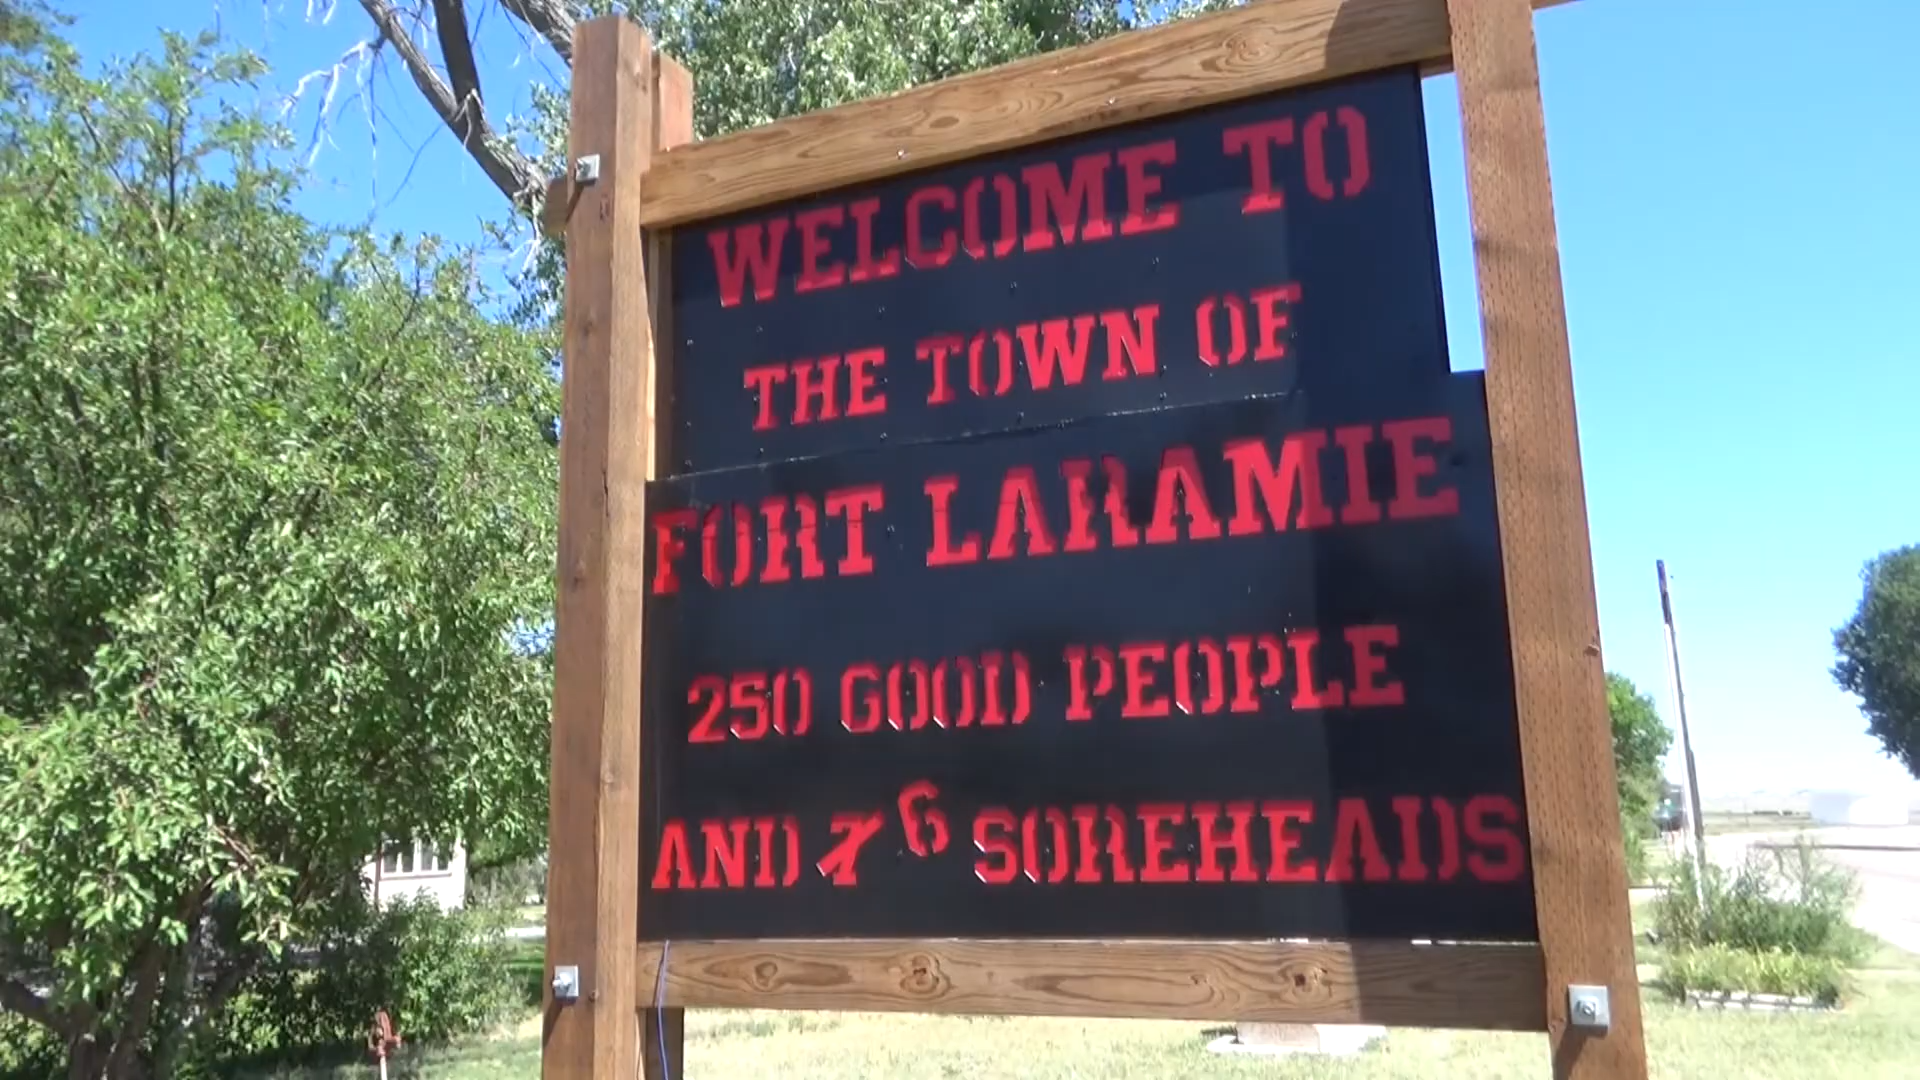 WELCOME TO
THE TOWN OF
FORT LARAMIE
250 GOOD PEOPLE
AND 7 6 SOREHEADS